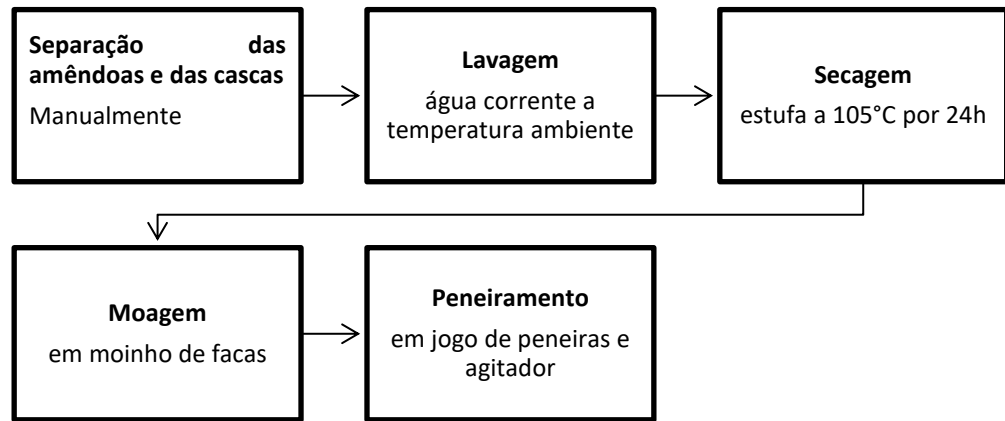 Separação das
amêndoas e das cascas
Manualmente
Lavagem
água corrente a
temperatura ambiente
Secagem
estufa a 105°C por 24h
Moagem
em moinho de facas
Peneiramento
em jogo de peneiras e
agitador